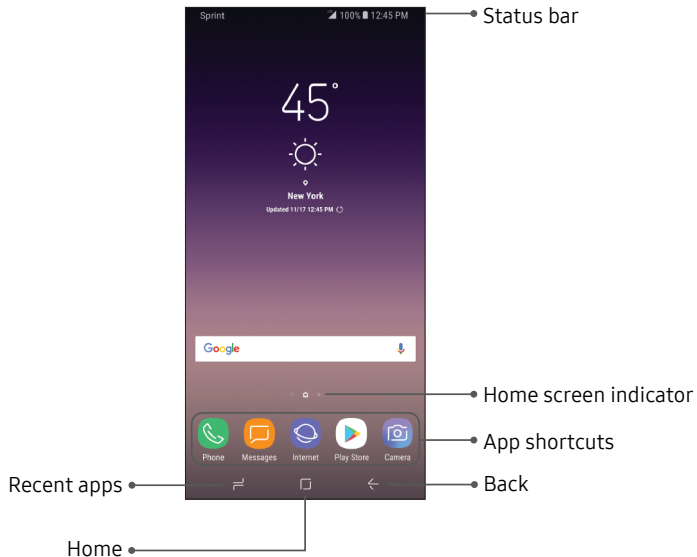 Sprint 100% 12:45 PM
Status bar
45°
New York
Updated 11/17 12:45 PM
Google
Home screen indicator
App shortcuts
Phone Messages Internet Play Store Camera
Recent apps
Back
Home